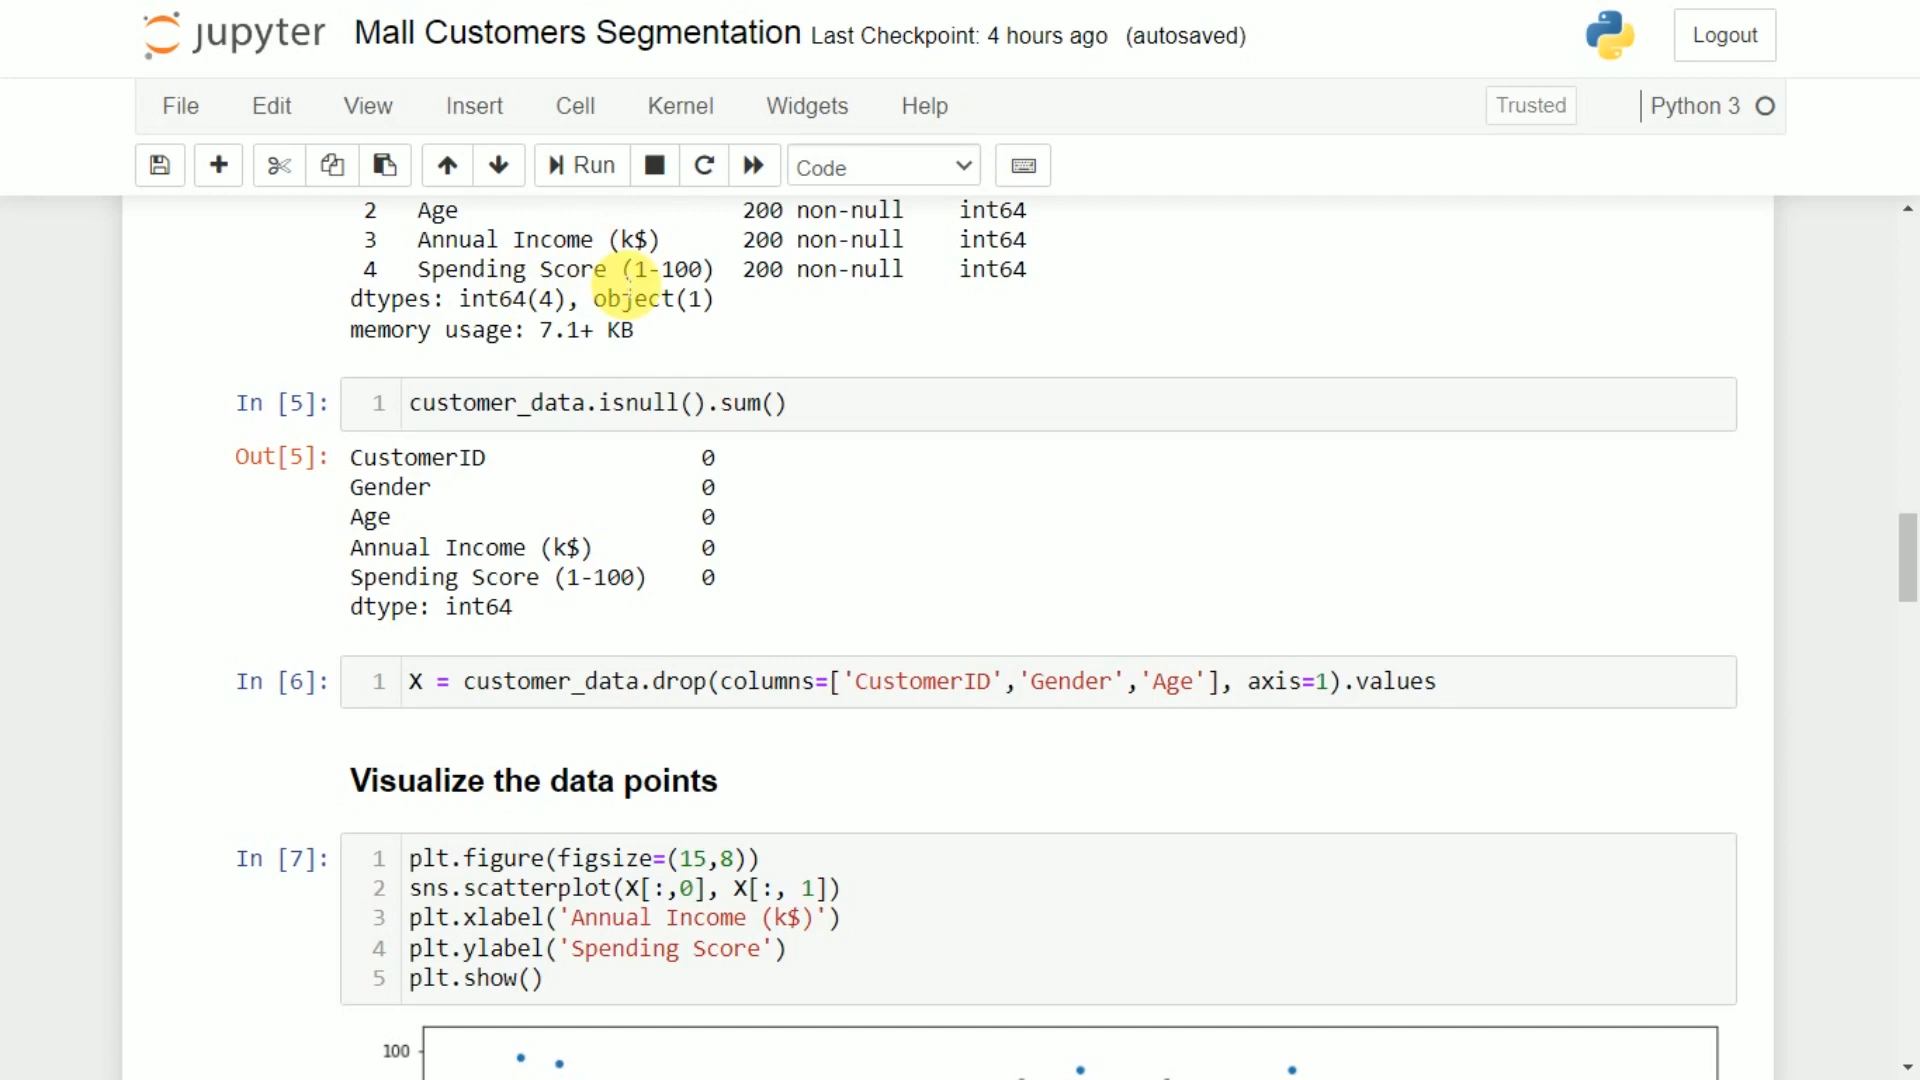 jupyter Mall Customers Segmentation Last Checkpoint: 4 hours ago (autosaved) Logout
File Edit View Insert Cell Kernel Widgets Help Trusted Python 3
Run Code
2 Age 200 non-null int64
3 Annual Income (k$) 200 non-null int64
4 Spending Score (1-100) 200 non-null int64
dtypes: int64(4), object(1)
memory usage: 7.1+ KB
In [5]: 1 customer_data.isnull().sum()
Out[5]: CustomerID 0
Gender 0
Age 0
Annual Income (k$) 0
Spending Score (1-100) 0
dtype: int64
In [6]: 1 X = customer_data.drop(columns=['CustomerID','Gender','Age'], axis=1).values
Visualize the data points
In [7]: 1 plt.figure(figsize=(15,8))
2 sns.scatterplot(X[:,0], X[:, 1])
3 plt.xlabel('Annual Income (k$)')
4 plt.ylabel('Spending Score')
5 plt.show()
100